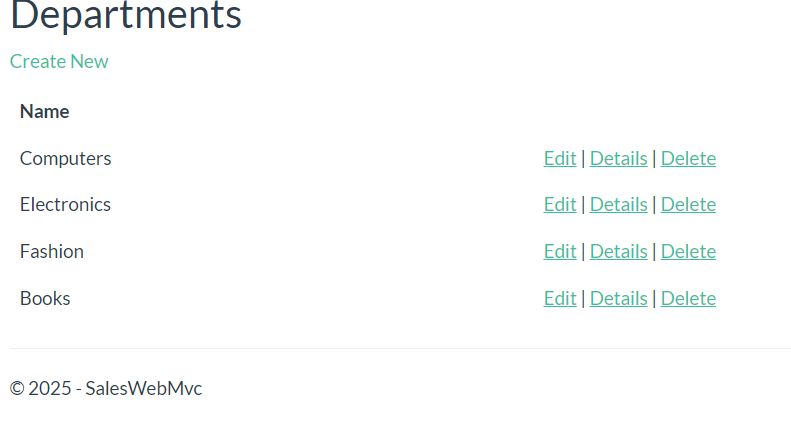 Departments
Create New
Name
Computers Edit | Details | Delete
Electronics Edit | Details | Delete
Fashion Edit | Details | Delete
Books Edit | Details | Delete
© 2025 - SalesWebMvc